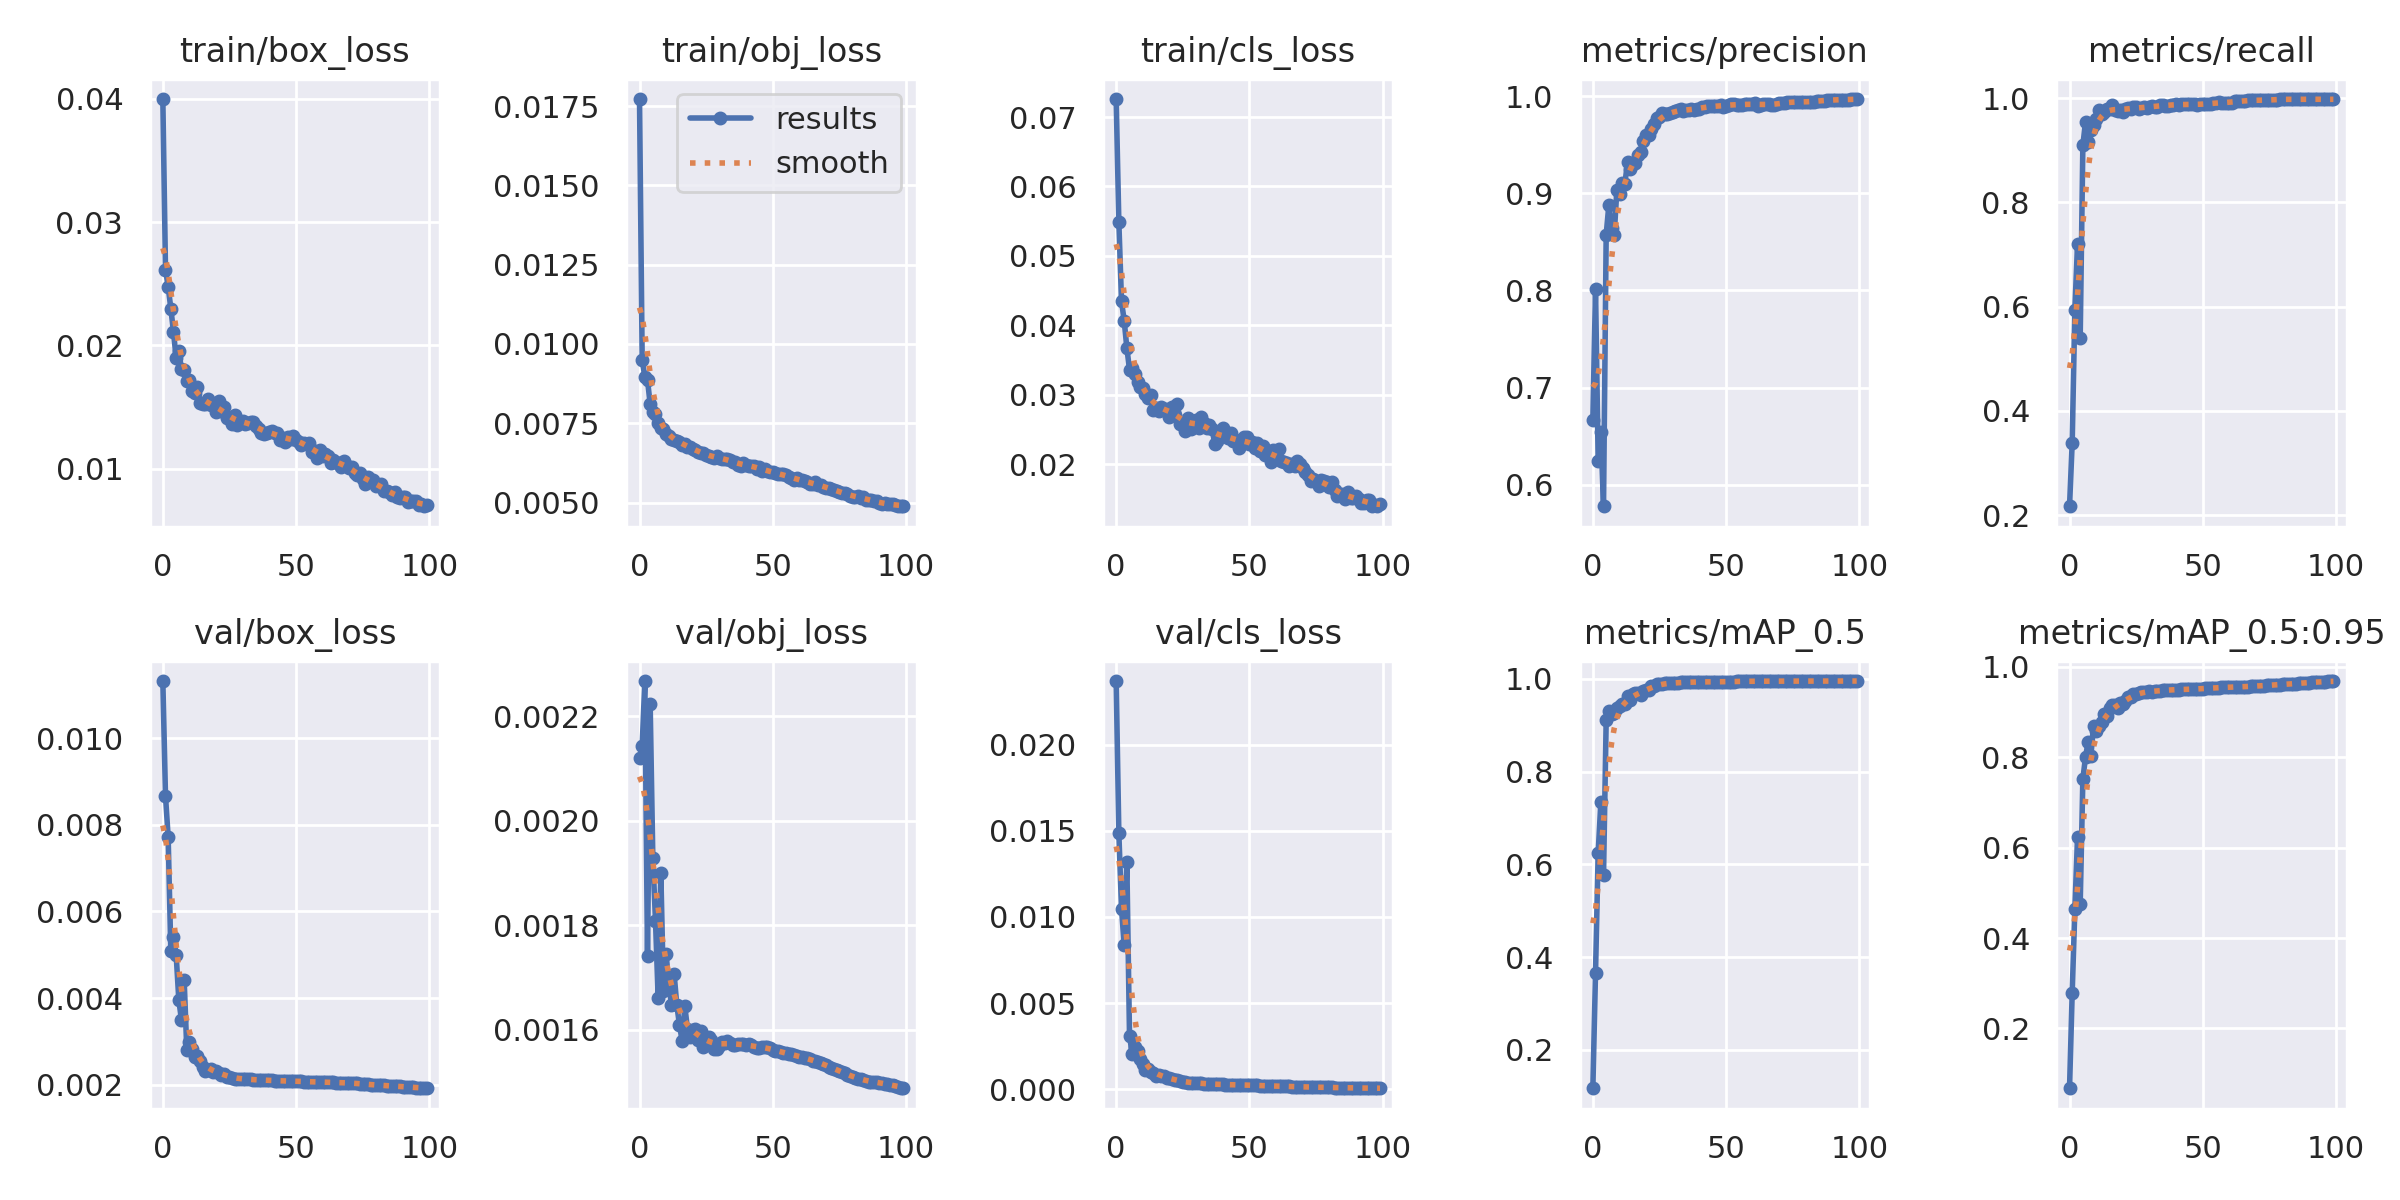 train/box_loss
0.04
0.03
0.02
0.01
0 50 100
train/obj_loss
results
smooth
0.0175
0.0150
0.0125
0.0100
0.0075
0.0050
0 50 100
train/cls_loss
0.07
0.06
0.05
0.04
0.03
0.02
0 50 100
metrics/precision
1.0
0.9
0.8
0.7
0.6
0 50 100
metrics/recall
1.0
0.8
0.6
0.4
0.2
0 50 100
val/box_loss
0.010
0.008
0.006
0.004
0.002
0 50 100
val/obj_loss
0.0022
0.0020
0.0018
0.0016
0 50 100
val/cls_loss
0.020
0.015
0.010
0.005
0.000
0 50 100
metrics/mAP_0.5
1.0
0.8
0.6
0.4
0.2
0 50 100
metrics/mAP_0.5:0.95
1.0
0.8
0.6
0.4
0.2
0 50 100